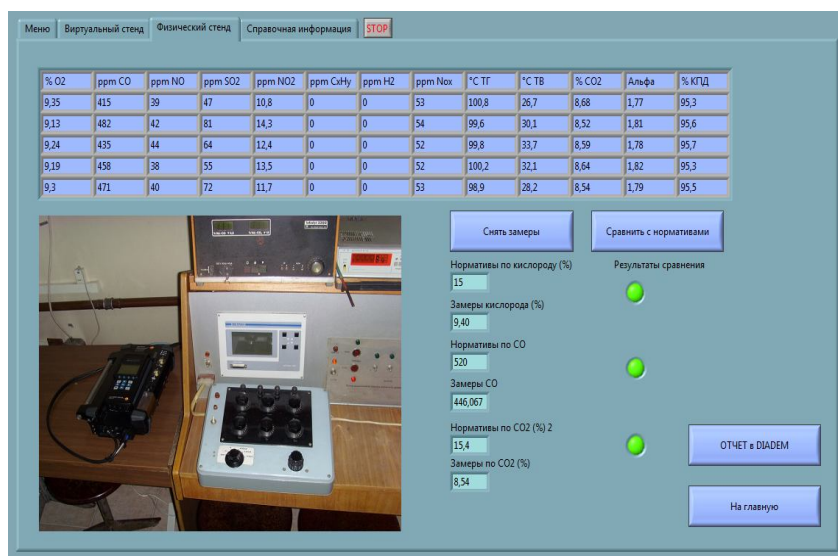 Меню Виртуальный стенд Физический стенд Справочная информация STOP
% O2 ppm CO ppm NO ppm SO2 ppm NO2 ppm CxHy ppm H2 ppm Nox °C ТГ °C ТВ % CO2 Альфа % КПД
9,35 415 39 47 10,8 0 0 53 100,8 26,7 8,68 1,77 95,3
9,13 482 42 81 14,3 0 0 54 99,6 30,1 8,52 1,81 95,6
9,24 435 44 64 12,4 0 0 52 99,8 33,7 8,59 1,78 95,7
9,19 458 38 55 13,5 0 0 52 100,2 32,1 8,64 1,82 95,3
9,3 471 40 72 11,7 0 0 53 98,9 28,2 8,54 1,79 95,5
Снять замеры Сравнить с нормативами
Нормативы по кислороду (%) Результаты сравнения
15
Замеры кислорода (%)
9,40
Нормативы по CO
520
Замеры CO
446,067
Нормативы по CO2 (%) 2
15,4
ОТЧЕТ в DIADEM
Замеры по CO2 (%)
8,54
На главную